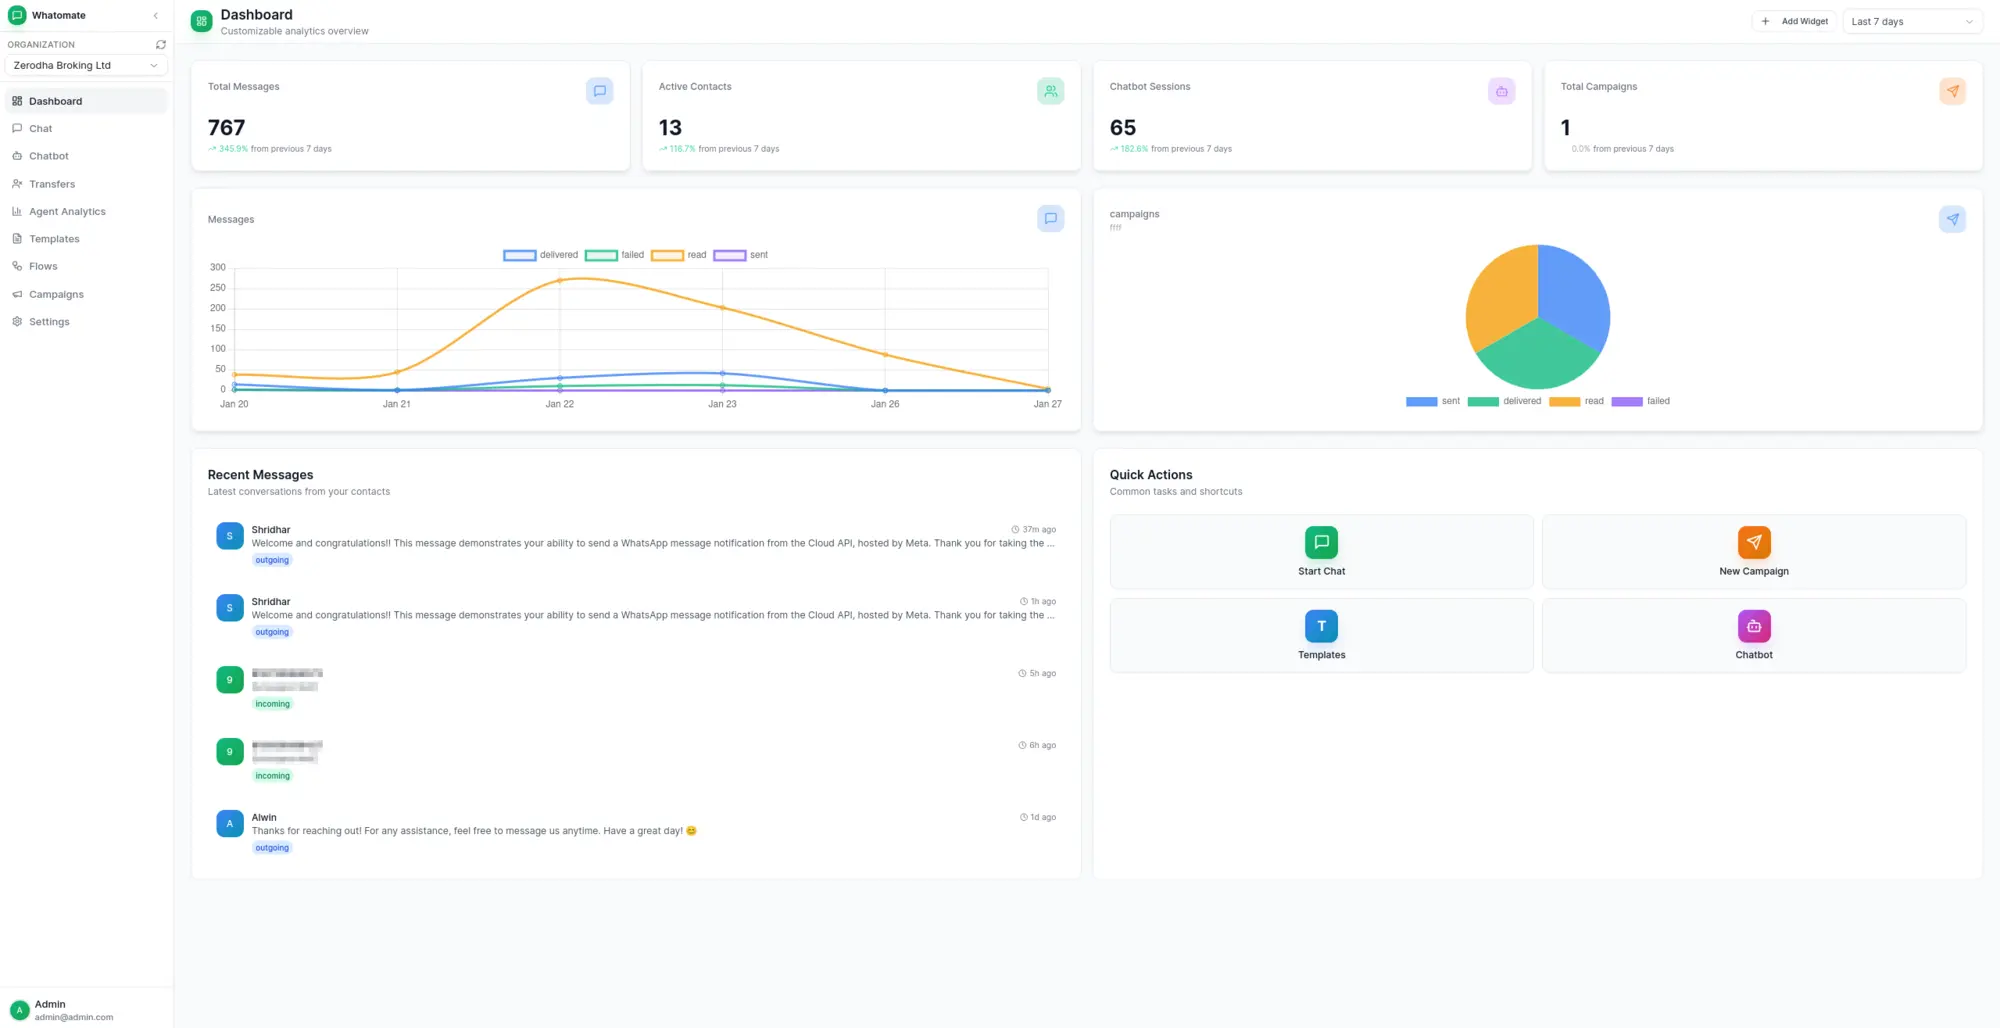 Whatomate
ORGANIZATION
Zerodha Broking Ltd
Dashboard
Chat
Chatbot
Transfers
Agent Analytics
Templates
Flows
Campaigns
Settings
A
Admin
admin@admin.com
Dashboard
Customizable analytics overview
Add Widget
Last 7 days
Total Messages
767
345.9% from previous 7 days
Active Contacts
13
116.7% from previous 7 days
Chatbot Sessions
65
182.6% from previous 7 days
Total Campaigns
1
0.0% from previous 7 days
Messages
delivered failed read sent
300
250
200
150
100
50
0
Jan 20 Jan 21 Jan 22 Jan 23 Jan 26 Jan 27
campaigns
ffff
sent delivered read failed
Recent Messages
Latest conversations from your contacts
S
Shridhar
37m ago
Welcome and congratulations!! This message demonstrates your ability to send a WhatsApp message notification from the Cloud API, hosted by Meta. Thank you for taking the ...
outgoing
S
Shridhar
1h ago
Welcome and congratulations!! This message demonstrates your ability to send a WhatsApp message notification from the Cloud API, hosted by Meta. Thank you for taking the ...
outgoing
9
5h ago
incoming
9
6h ago
incoming
A
Alwin
1d ago
Thanks for reaching out! For any assistance, feel free to message us anytime. Have a great day! 😊
outgoing
Quick Actions
Common tasks and shortcuts
Start Chat
New Campaign
T
Templates
Chatbot